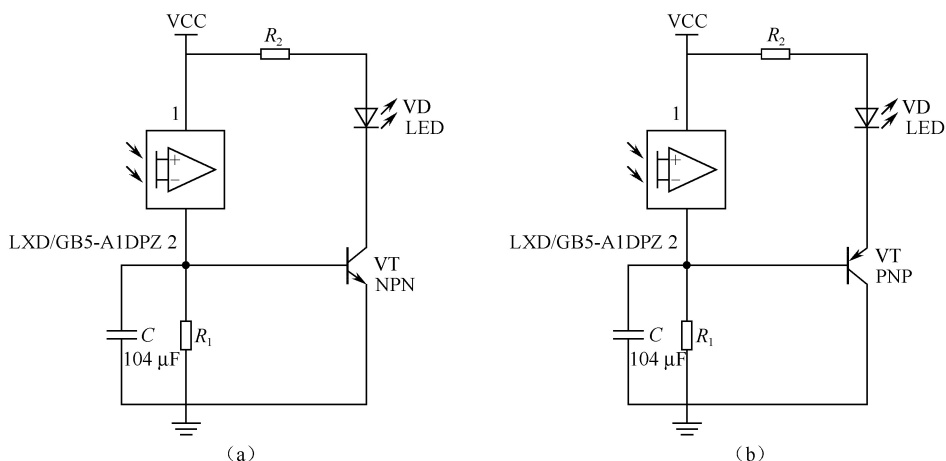 VCC
R₂
1
VD
LED
LXD/GB5-A1DPZ 2
VT
NPN
C
104 μF
R₁
（a）
VCC
R₂
1
VD
LED
LXD/GB5-A1DPZ 2
VT
PNP
C
104 μF
R₁
（b）